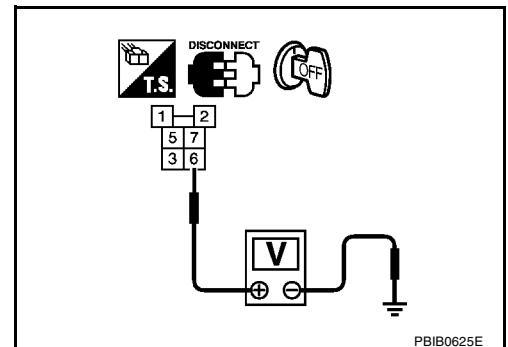 DISCONNECT
T.S.
OFF
1 2
5 7
3 6
V
+ −
PBIB0625E